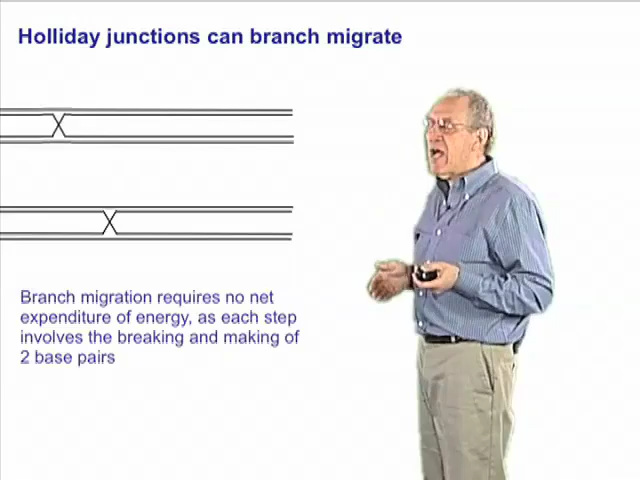 Holliday junctions can branch migrate
Branch migration requires no net
expenditure of energy, as each step
involves the breaking and making of
2 base pairs